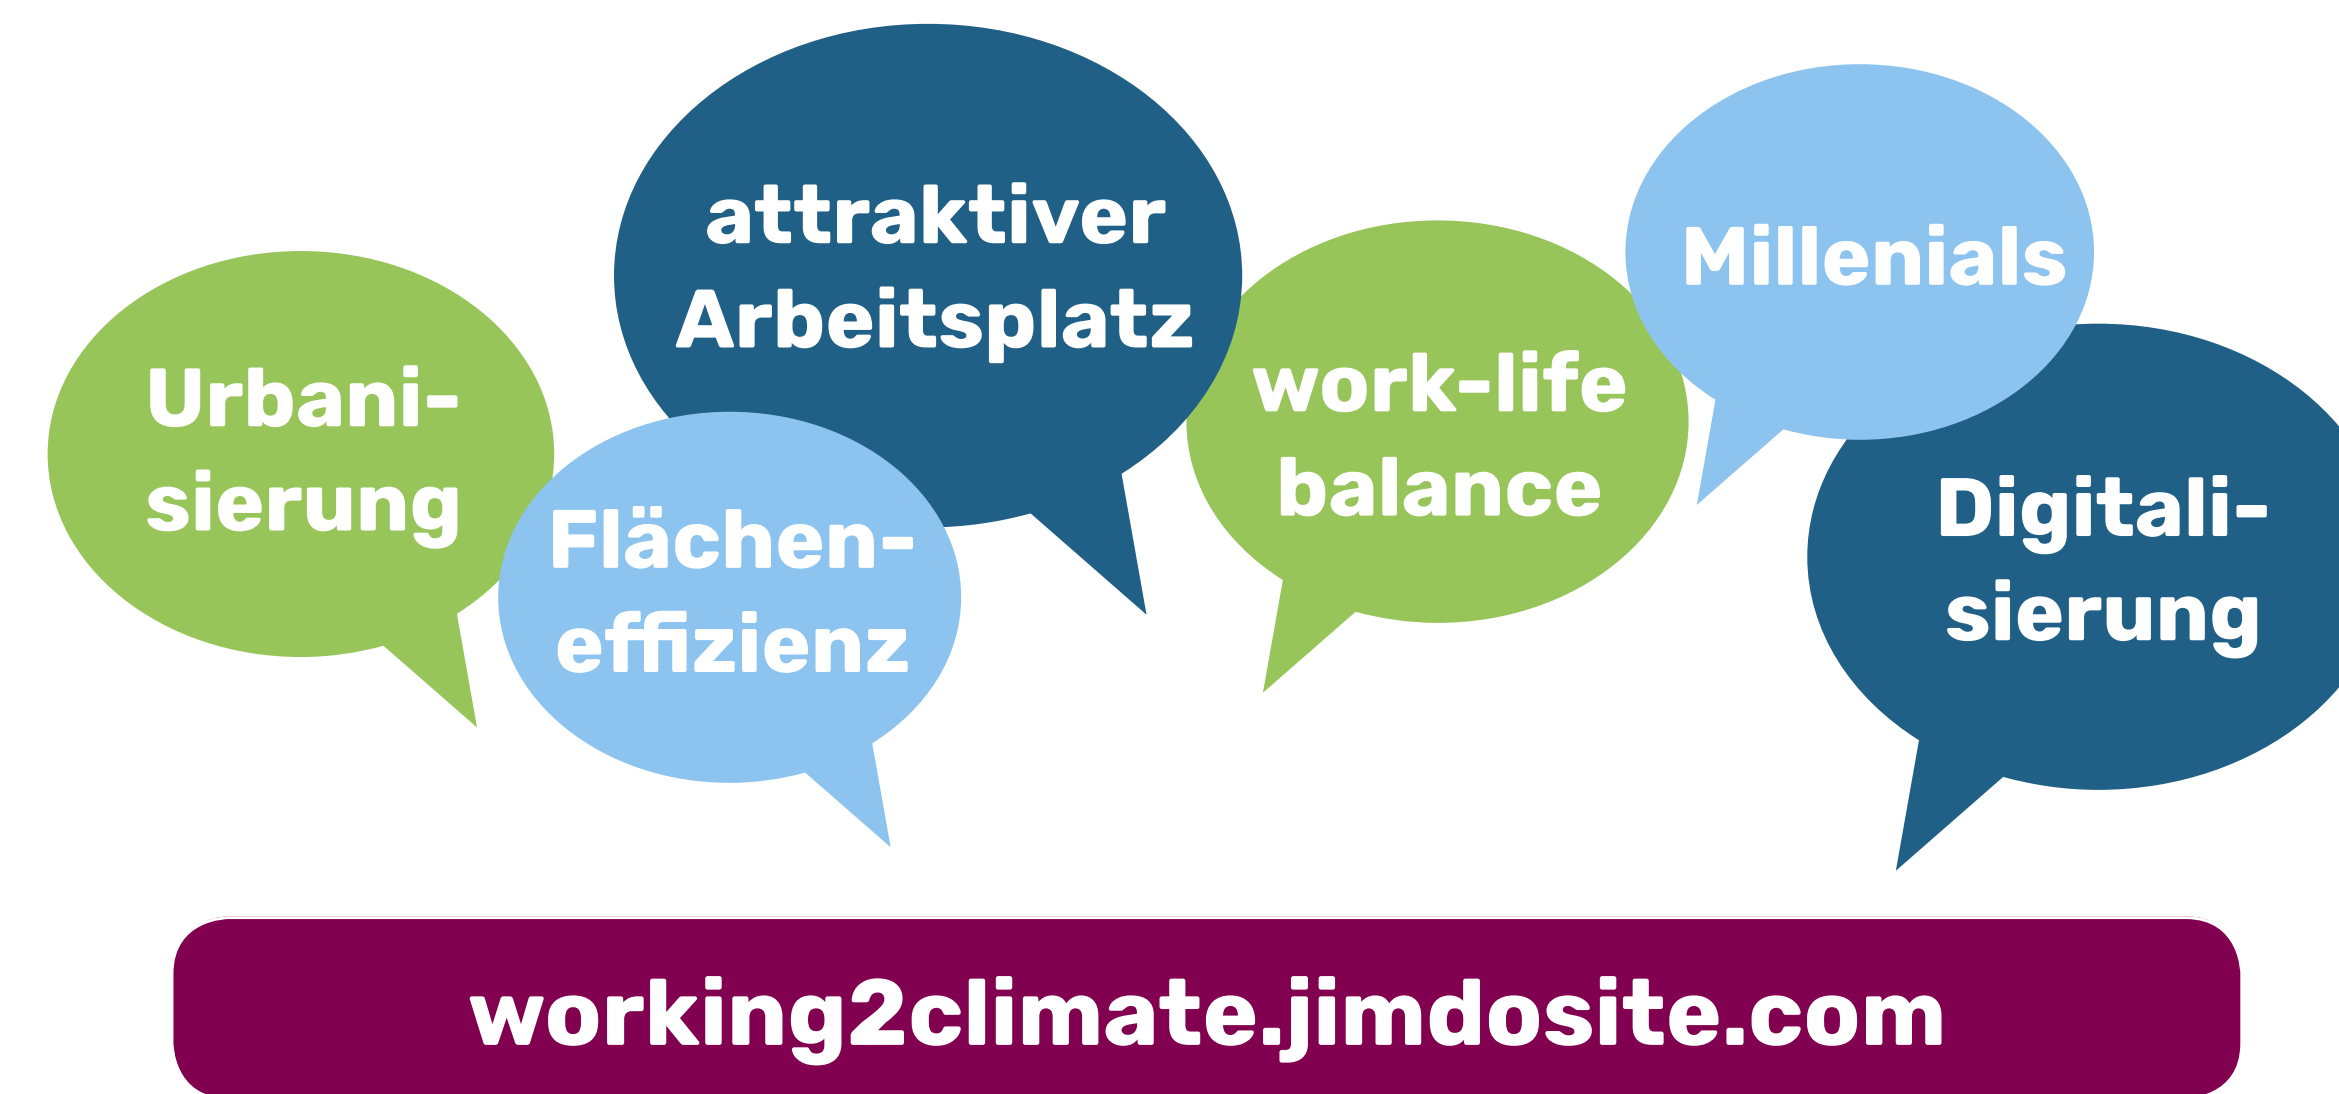 Urbani-
sierung
attraktiver
Arbeitsplatz
Flächen-
effizienz
work-life
balance
Millenials
Digitali-
sierung
working2climate.jimdosite.com